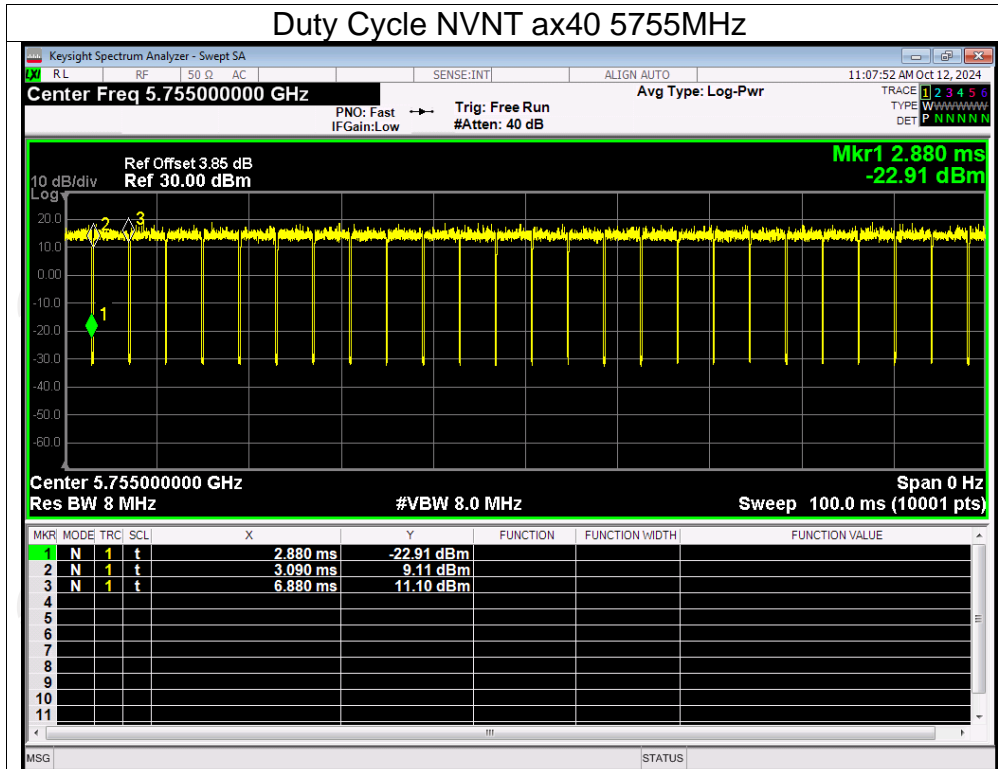 Duty Cycle NVNT ax40 5755MHz
Keysight Spectrum Analyzer - Swept SA
LXI RL RF 50 Ω AC SENSE:INT ALIGN AUTO 11:07:52 AM Oct 12, 2024
Center Freq 5.755000000 GHz Avg Type: Log-Pwr TRACE 1 2 3 4 5 6
PNO: Fast Trig: Free Run TYPE WWWWWW
IFGain:Low #Atten: 40 dB DET P N N N N N
Mkr1 2.880 ms
-22.91 dBm
Ref Offset 3.85 dB
10 dB/div Ref 30.00 dBm
Log
20.0
10.0
0.00
-10.0
-20.0
-30.0
-40.0
-50.0
-60.0
2 3
1
Center 5.755000000 GHz Span 0 Hz
Res BW 8 MHz #VBW 8.0 MHz Sweep 100.0 ms (10001 pts)
MKR MODE TRC SCL X Y FUNCTION FUNCTION WIDTH FUNCTION VALUE
1 N 1 t 2.880 ms -22.91 dBm
2 N 1 t 3.090 ms 9.11 dBm
3 N 1 t 6.880 ms 11.10 dBm
4
5
6
7
8
9
10
11
MSG STATUS